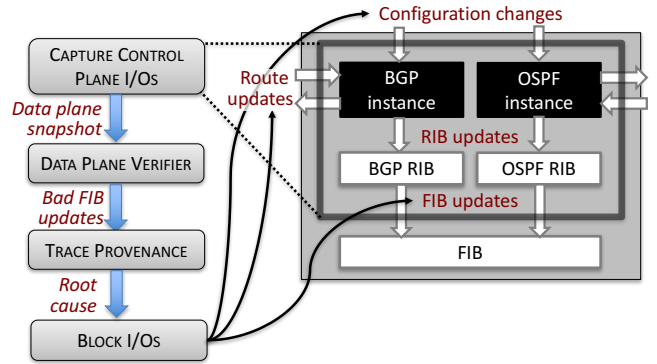 CAPTURE CONTROL
PLANE I/OS
Data plane
snapshot
DATA PLANE VERIFIER
Bad FIB
updates
TRACE PROVENANCE
Root
cause
BLOCK I/OS
Configuration changes
Route
updates
BGP
instance
OSPF
instance
RIB updates
BGP RIB
OSPF RIB
FIB updates
FIB